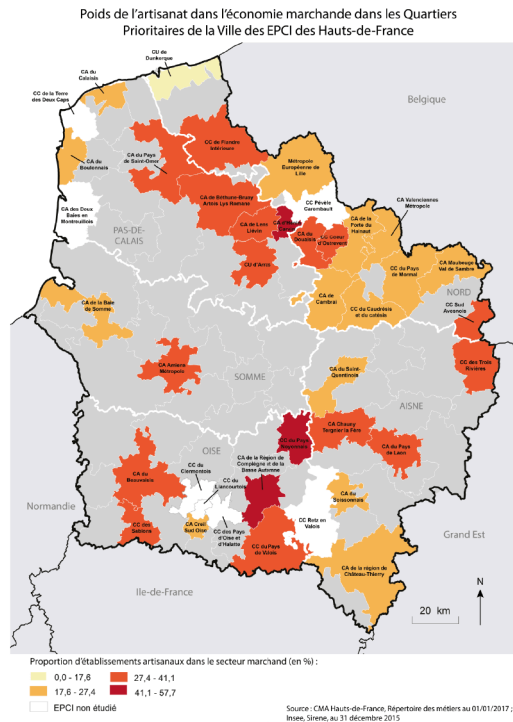 Poids de l'artisanat dans l'économie marchande dans les Quartiers
Prioritaires de la Ville des EPCI des Hauts-de-France
CU de
Dunkerque
CA du
Calaisis
CC de la Terre
des Deux Caps
Belgique
CC de Flandre
Intérieure
CA du Pays
de Saint-Omer
Métropole
Européenne de
Lille
CA du
Boulonnais
CA de Béthune-Bruay
Artois Lys Romane
CC Pévèle
Carembault
CA Valenciennes
Métropole
CA des Deux
Baies en
Montreuillois
PAS-DE-
CALAIS
CA de Lens
Liévin
CA du
Douaisis
CC Coeur
d'Ostrevent
CA de la
Porte du
Hainaut
CU d'Arras
CC du Pays
de Mormal
CA Maubeuge
Val de Sambre
NORD
CA de
Cambrai
CC du Caudrésis
et du catésis
CC Sud
Avesnois
CA de la Baie
de Somme
CA Amiens
Métropole
SOMME
CA du Saint-
Quentinois
CC des Trois
Rivières
AISNE
CA Chauny
Tergnier la Fère
CC du Pays
Noyonnais
CA du Pays
de Laon
OISE
CA de la Région de
Compiègne et de la
Basse Automne
CC du
Clermontois
CC du
Liancourtois
CA du
Beauvaisis
CA du
Soissonnais
Normandie
CC des
Sablons
CA Creil
Sud Oise
CC des Pays
d'Oise et
d'Halatte
CC Retz en
Valois
CC du Pays
de Valois
CA de la région de
Château-Thierry
Grand Est
Ile-de-France
N
20 km
Proportion d'établissements artisanaux dans le secteur marchand (en %) :
0,0 - 17,6
27,4 - 41,1
17,6 - 27,4
41,1 - 57,7
EPCI non étudié
Source : CMA Hauts-de-France, Répertoire des métiers au 01/01/2017 ;
Insee, Sirene, au 31 décembre 2015